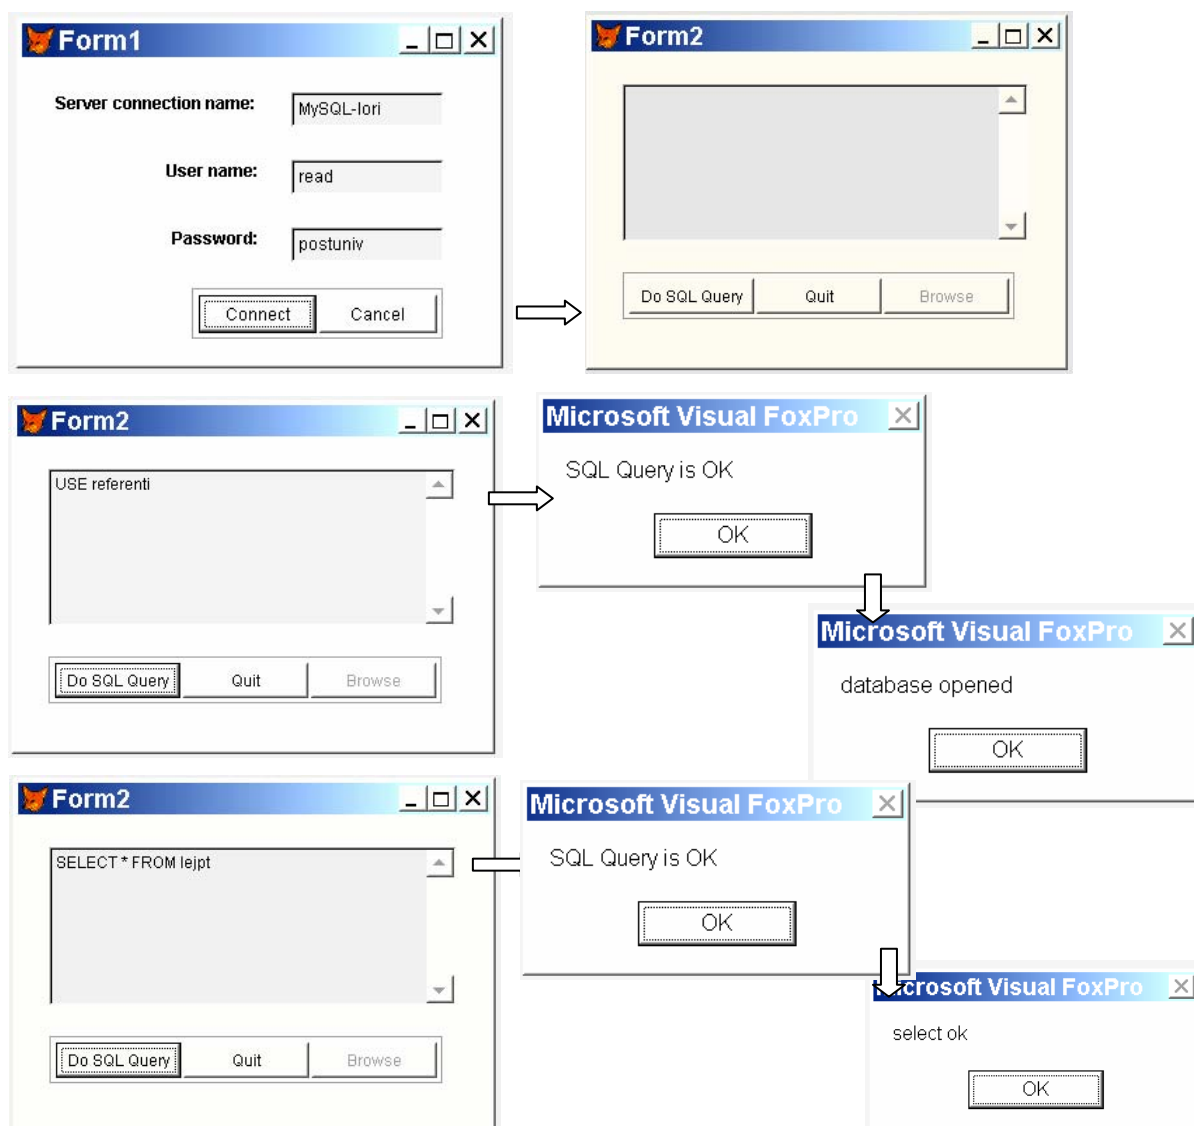 Form1
Server connection name: MySQL-lori
User name: read
Password: postuniv
Connect Cancel
Form2
Do SQL Query Quit Browse
Form2
USE referenti
Do SQL Query Quit Browse
Microsoft Visual FoxPro
SQL Query is OK
OK
Microsoft Visual FoxPro
database opened
OK
Form2
SELECT * FROM lejpt
Do SQL Query Quit Browse
Microsoft Visual FoxPro
SQL Query is OK
OK
Microsoft Visual FoxPro
select ok
OK